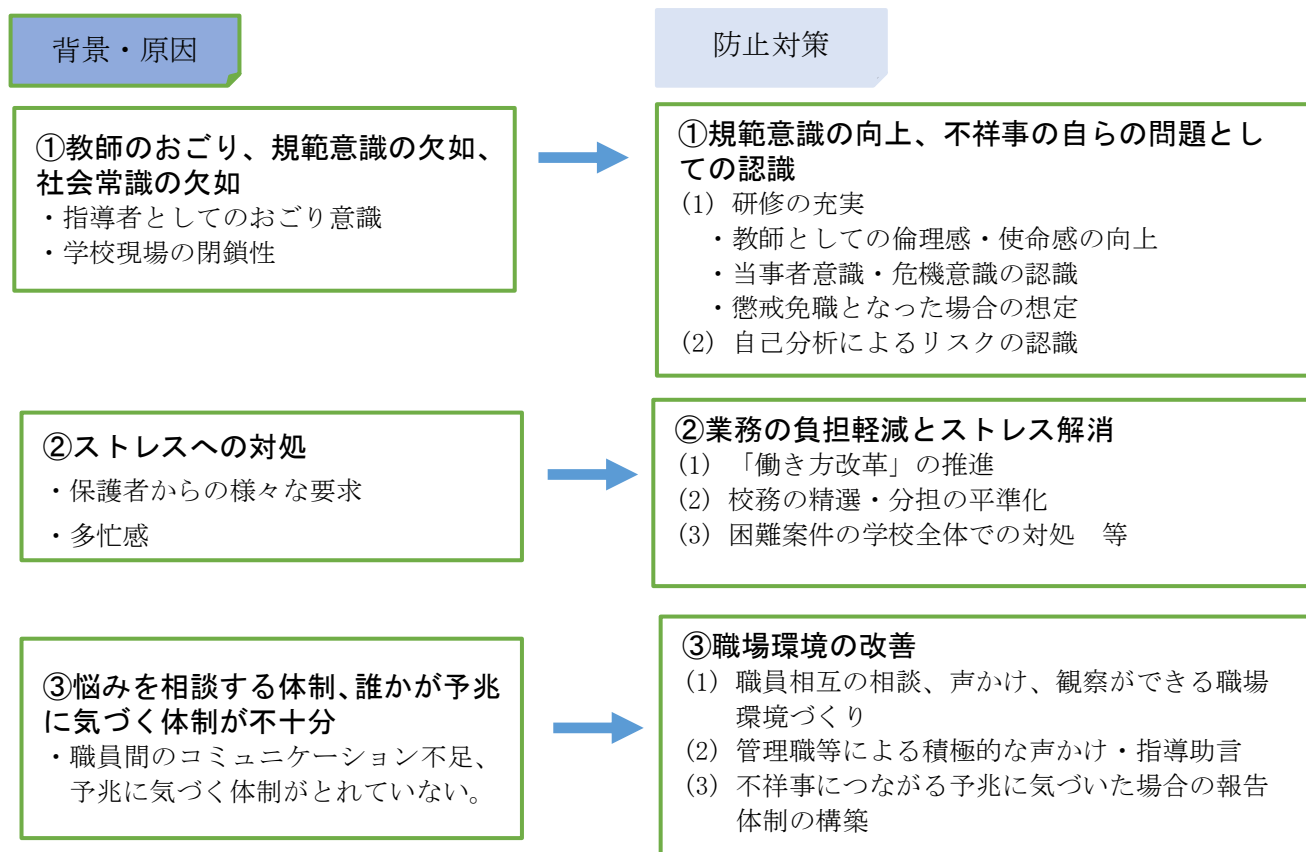 背景・原因
防止対策
①教師のおごり、規範意識の欠如、
社会常識の欠如
・指導者としてのおごり意識
・学校現場の閉鎖性
①規範意識の向上、不祥事の自らの問題とし
ての認識
(1) 研修の充実
・教師としての倫理感・使命感の向上
・当事者意識・危機意識の認識
・懲戒免職となった場合の想定
(2) 自己分析によるリスクの認識
②ストレスへの対処
・保護者からの様々な要求
・多忙感
②業務の負担軽減とストレス解消
(1) 「働き方改革」の推進
(2) 校務の精選・分担の平準化
(3) 困難案件の学校全体での対処　等
③悩みを相談する体制、誰かが予兆
に気づく体制が不十分
・職員間のコミュニケーション不足、
予兆に気づく体制がとれていない。
③職場環境の改善
(1) 職員相互の相談、声かけ、観察ができる職場
環境づくり
(2) 管理職等による積極的な声かけ・指導助言
(3) 不祥事につながる予兆に気づいた場合の報告
体制の構築